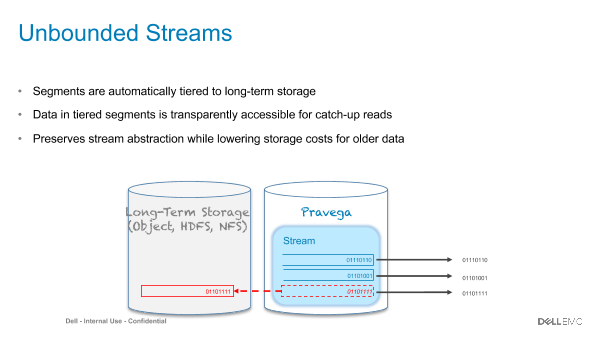 Unbounded Streams
• Segments are automatically tiered to long-term storage
• Data in tiered segments is transparently accessible for catch-up reads
• Preserves stream abstraction while lowering storage costs for older data
Long-Term Storage
(Object, HDFS, NFS)
01101111
Pravega
Stream
01110110
01101001
01101111
01110110
01101001
01101111
Dell - Internal Use - Confidential
DELLEMC